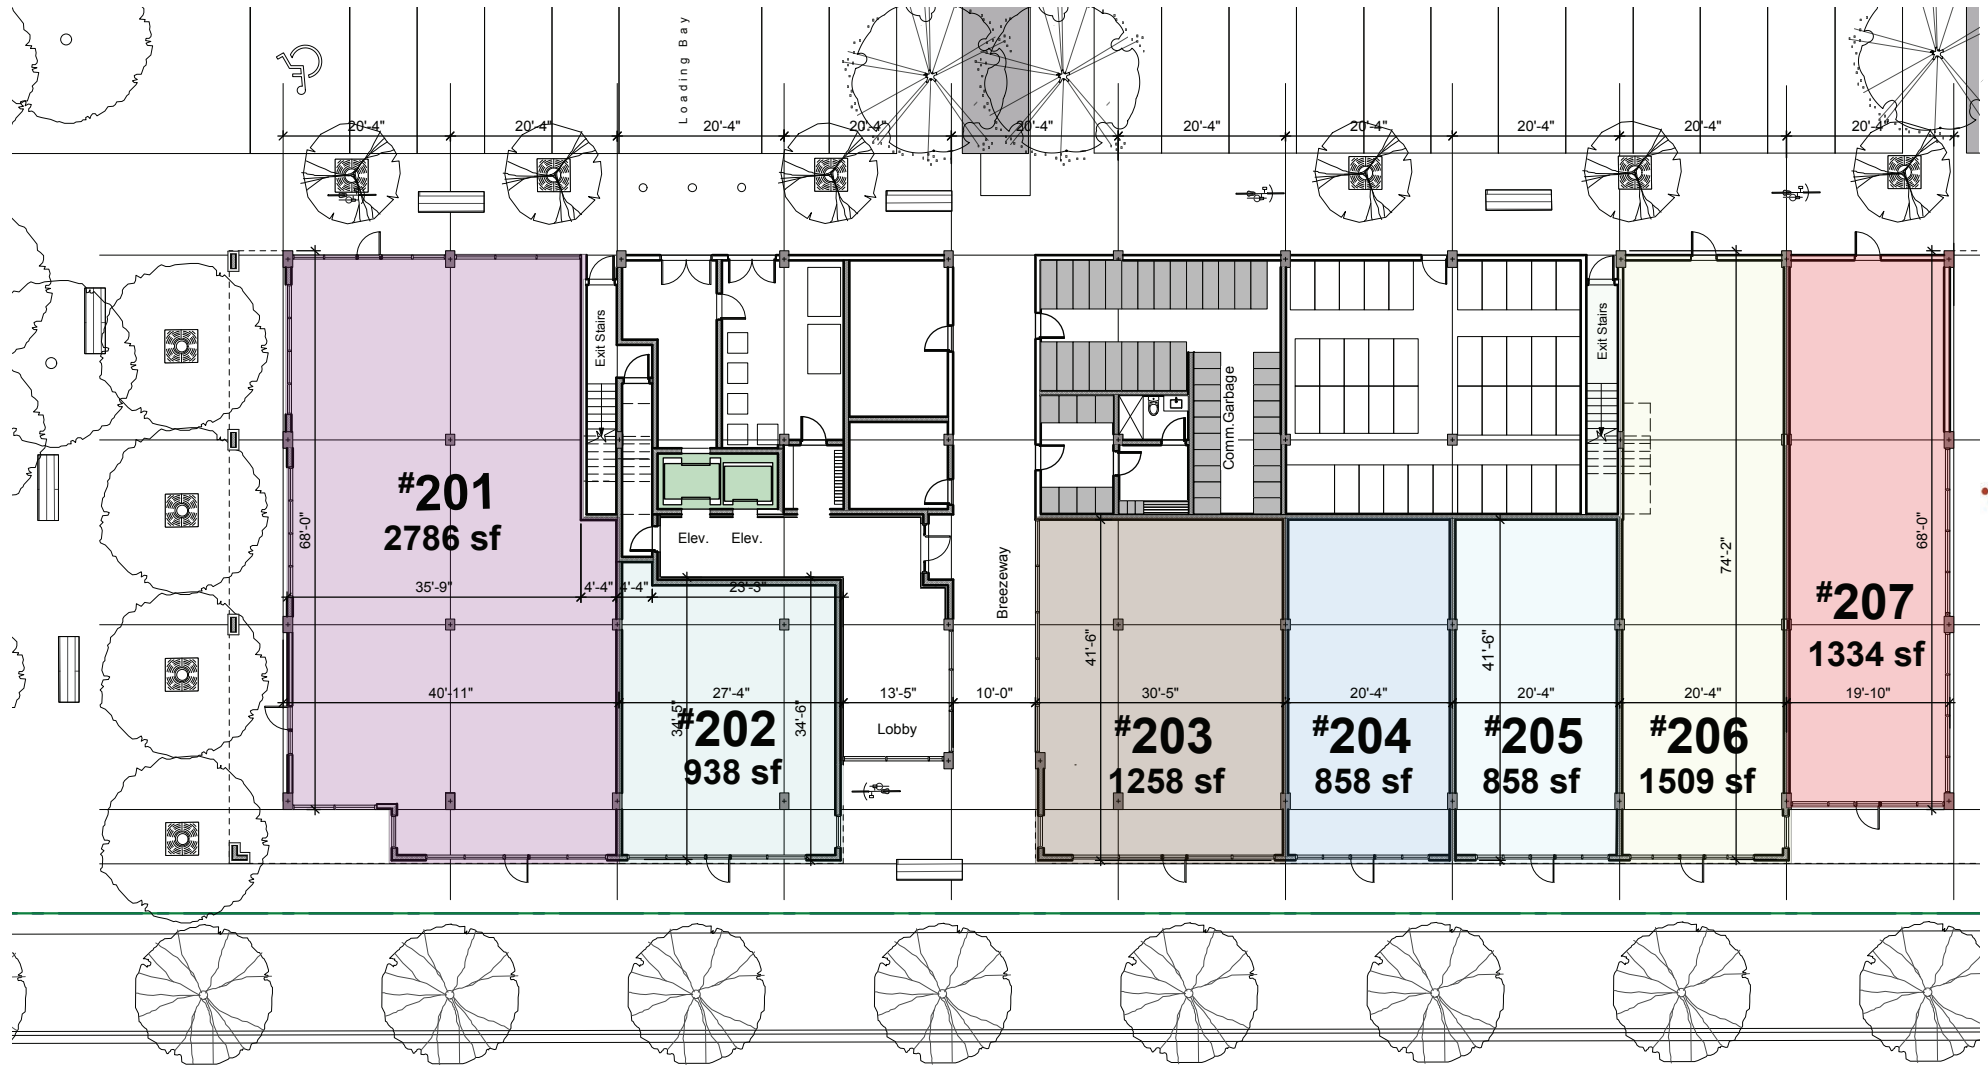 Loading Bay
20'-4"
20'-4"
20'-4"
20'-4"
20'-4"
20'-4"
20'-4"
20'-4"
20'-4"
20'-4"
Exit Stairs
Exit Stairs
Comm.Garbage
#201
2786 sf
68'-0"
Elev.
Elev.
Breezeway
74'-2"
68'-0"
35'-9"
4'-4"
4'-4"
23'-3"
41'-6"
41'-6"
#207
1334 sf
40'-11"
27'-4"
13'-5"
10'-0"
30'-5"
20'-4"
20'-4"
20'-4"
19'-10"
34'-5"
34'-6"
Lobby
#202
938 sf
#203
1258 sf
#204
858 sf
#205
858 sf
#206
1509 sf